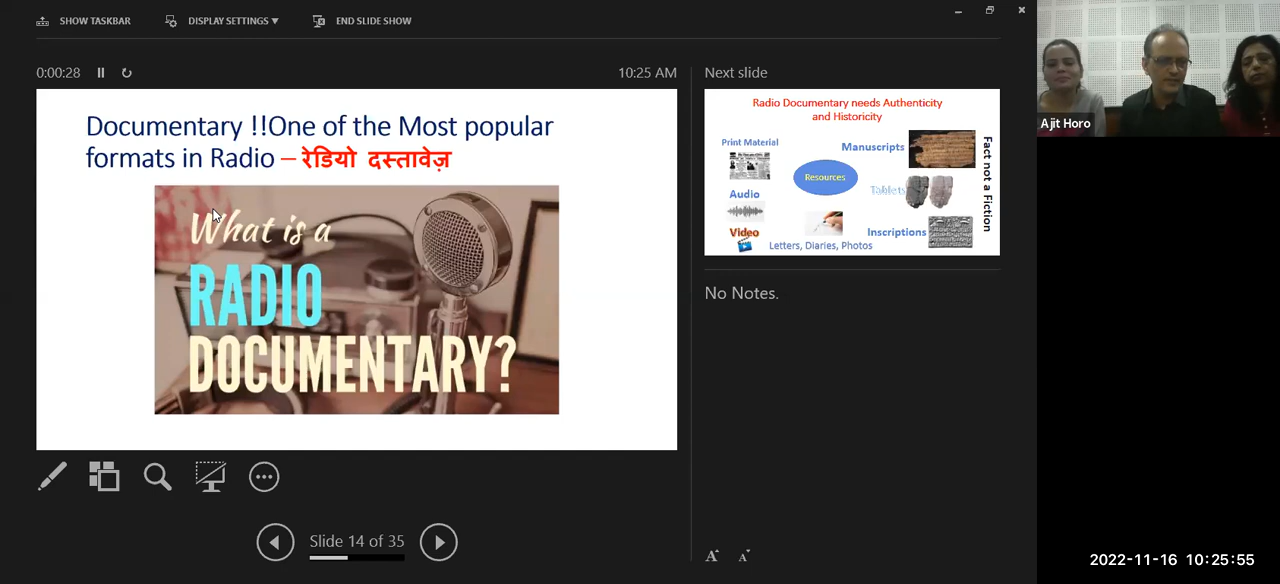 SHOW TASKBAR
DISPLAY SETTINGS ▼
END SLIDE SHOW
0:00:28
10:25 AM
Documentary !!One of the Most popular
formats in Radio – रेडियो दस्तावेज़
What is a
RADIO
DOCUMENTARY?
Slide 14 of 35
Next slide
Radio Documentary needs Authenticity
and Historicity
Print Material
Manuscripts
Resources
Audio
Tablets
Video
Inscriptions
Letters, Diaries, Photos
Fact not a Fiction
No Notes.
A
A
Ajit Horo
2022-11-16 10:25:55